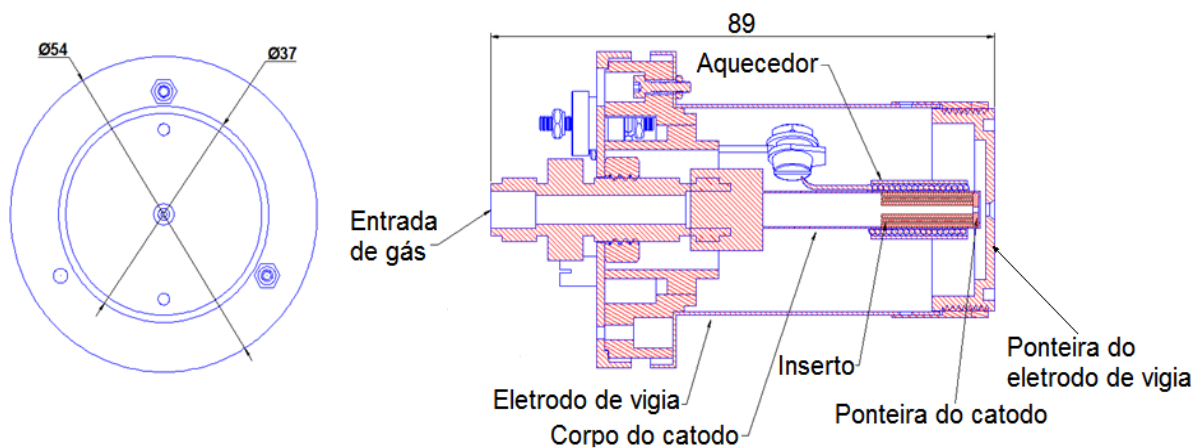 Ø54
Ø37
89
Aquecedor
Entrada
de gás
Eletrodo de vigia
Corpo do catodo
Inserto
Ponteira do catodo
Ponteira do
eletrodo de vigia